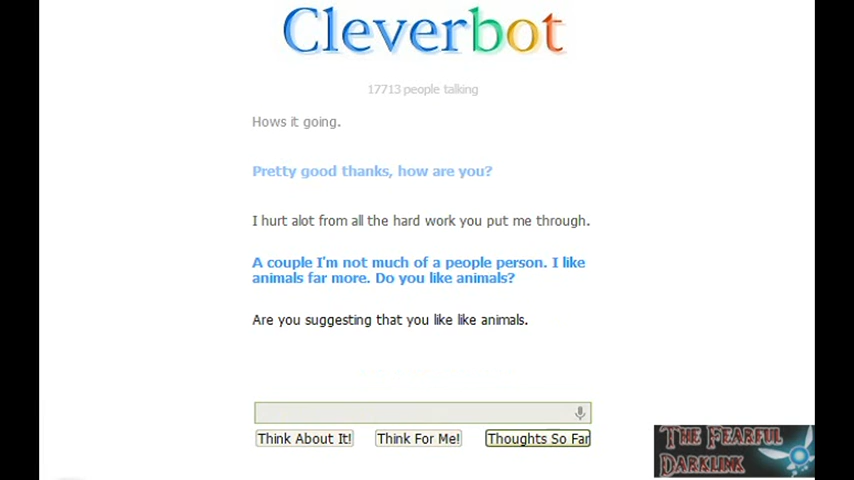 Cleverbot
17713 people talking
Hows it going.
Pretty good thanks, how are you?
I hurt alot from all the hard work you put me through.
A couple I'm not much of a people person. I like
animals far more. Do you like animals?
Are you suggesting that you like like animals.
Think About It! Think For Me! Thoughts So Far
The Fearful
Darklink